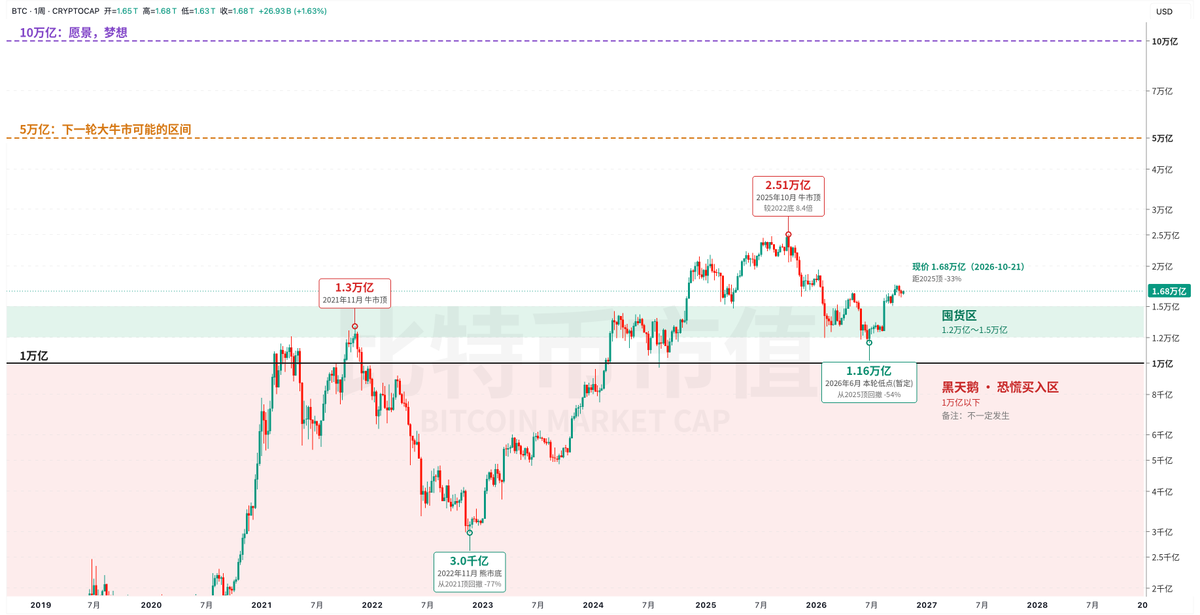 BTC · 1周 · CRYPTOCAP 开=1.65 T 高=1.68 T 低=1.63 T 收=1.68 T +26.93 B (+1.63%)
USD
10万亿：愿景，梦想
10万亿
7万亿
5万亿：下一轮大牛市可能的区间
5万亿
4万亿
2.51万亿
2025年10月 牛市顶
较2022底 8.4倍
3万亿
2.5万亿
现价 1.68万亿（2026-10-21）
距2025顶 -33%
2万亿
1.3万亿
2021年11月 牛市顶
1.68万亿
1.5万亿
囤货区
1.2万亿～1.5万亿
1.2万亿
比特币市值
BITCOIN MARKET CAP
1万亿
1万亿
1.16万亿
2026年6月 本轮低点(暂定)
从2025顶回撤 -54%
黑天鹅 · 恐慌买入区
1万亿以下
备注：不一定发生
8千亿
6千亿
5千亿
4千亿
3千亿
3.0千亿
2022年11月 熊市底
从2021顶回撤 -77%
2.5千亿
2千亿
2019 7月 2020 7月 2021 7月 2022 7月 2023 7月 2024 7月 2025 7月 2026 7月 2027 7月 2028 7月 20